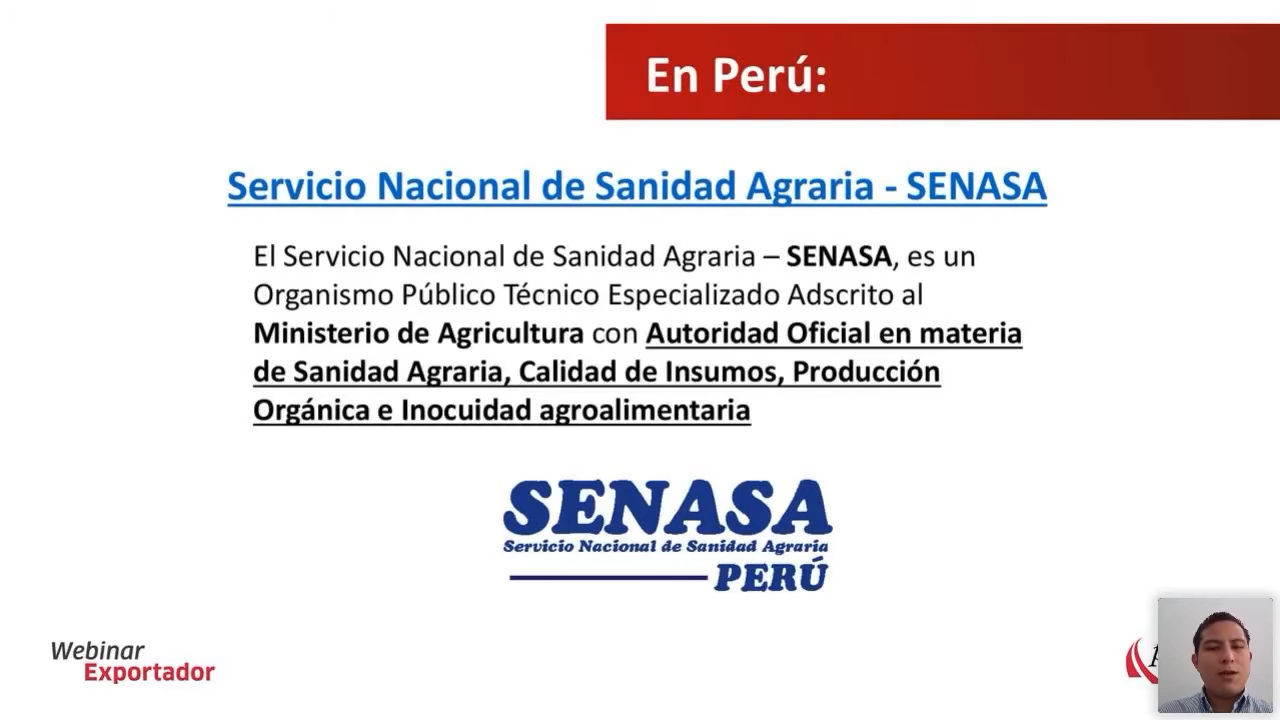 En Perú:
Servicio Nacional de Sanidad Agraria - SENASA
El Servicio Nacional de Sanidad Agraria – SENASA, es un
Organismo Público Técnico Especializado Adscrito al
Ministerio de Agricultura con Autoridad Oficial en materia
de Sanidad Agraria, Calidad de Insumos, Producción
Orgánica e Inocuidad agroalimentaria
SENASA
Servicio Nacional de Sanidad Agraria
PERÚ
Webinar
Exportador